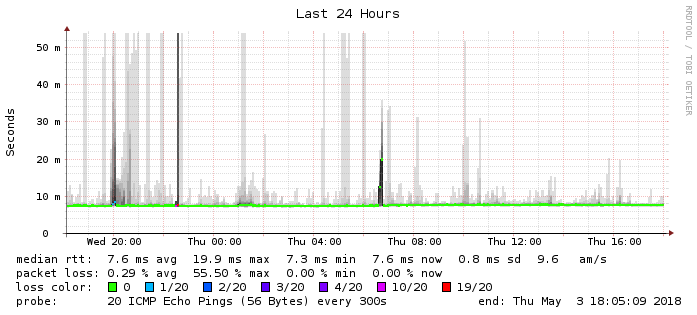 Last 24 Hours
RRDTOOL / TOBI OETIKER
Seconds
50 m
40 m
30 m
20 m
10 m
0
Wed 20:00 Thu 00:00 Thu 04:00 Thu 08:00 Thu 12:00 Thu 16:00
median rtt: 7.6 ms avg 19.9 ms max 7.3 ms min 7.6 ms now 0.8 ms sd 9.6 am/s
packet loss: 0.29 % avg 55.50 % max 0.00 % min 0.00 % now
loss color: 0 1/20 2/20 3/20 4/20 10/20 19/20
probe: 20 ICMP Echo Pings (56 Bytes) every 300s end: Thu May 3 18:05:09 2018